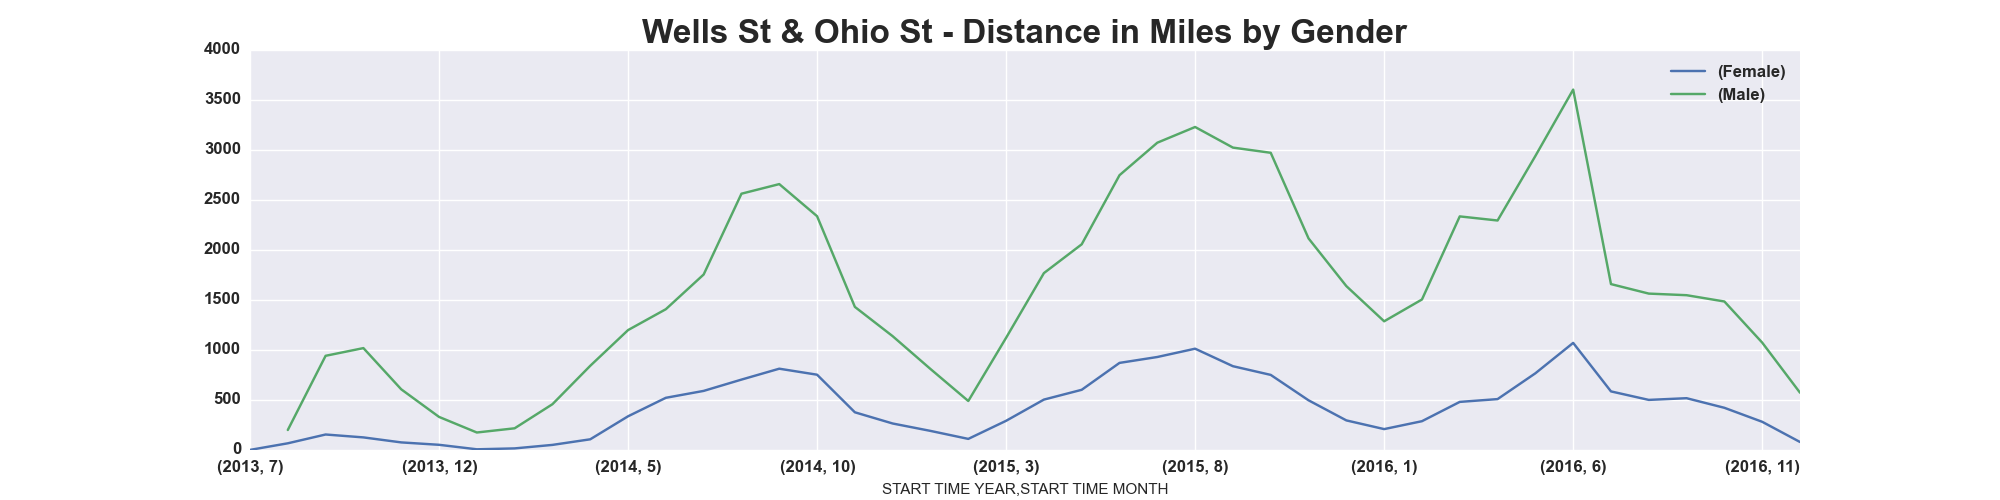 Wells St & Ohio St - Distance in Miles by Gender
4000
3500
3000
2500
2000
1500
1000
500
0
(Female)
(Male)
(2013, 7) (2013, 12) (2014, 5) (2014, 10) (2015, 3) (2015, 8) (2016, 1) (2016, 6) (2016, 11)
START TIME YEAR,START TIME MONTH